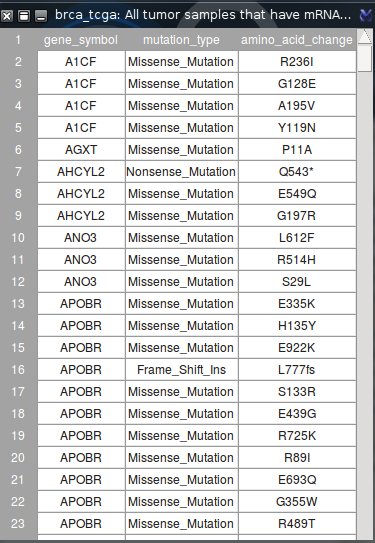 brca_tcga: All tumor samples that have mRNA...
1 gene_symbol mutation_type amino_acid_change
2 A1CF Missense_Mutation R236I
3 A1CF Missense_Mutation G128E
4 A1CF Missense_Mutation A195V
5 A1CF Missense_Mutation Y119N
6 AGXT Missense_Mutation P11A
7 AHCYL2 Nonsense_Mutation Q543*
8 AHCYL2 Missense_Mutation E549Q
9 AHCYL2 Missense_Mutation G197R
10 ANO3 Missense_Mutation L612F
11 ANO3 Missense_Mutation R514H
12 ANO3 Missense_Mutation S29L
13 APOBR Missense_Mutation E335K
14 APOBR Missense_Mutation H135Y
15 APOBR Missense_Mutation E922K
16 APOBR Frame_Shift_Ins L777fs
17 APOBR Missense_Mutation S133R
18 APOBR Missense_Mutation E439G
19 APOBR Missense_Mutation R725K
20 APOBR Missense_Mutation R89I
21 APOBR Missense_Mutation E693Q
22 APOBR Missense_Mutation G355W
23 APOBR Missense_Mutation R489T